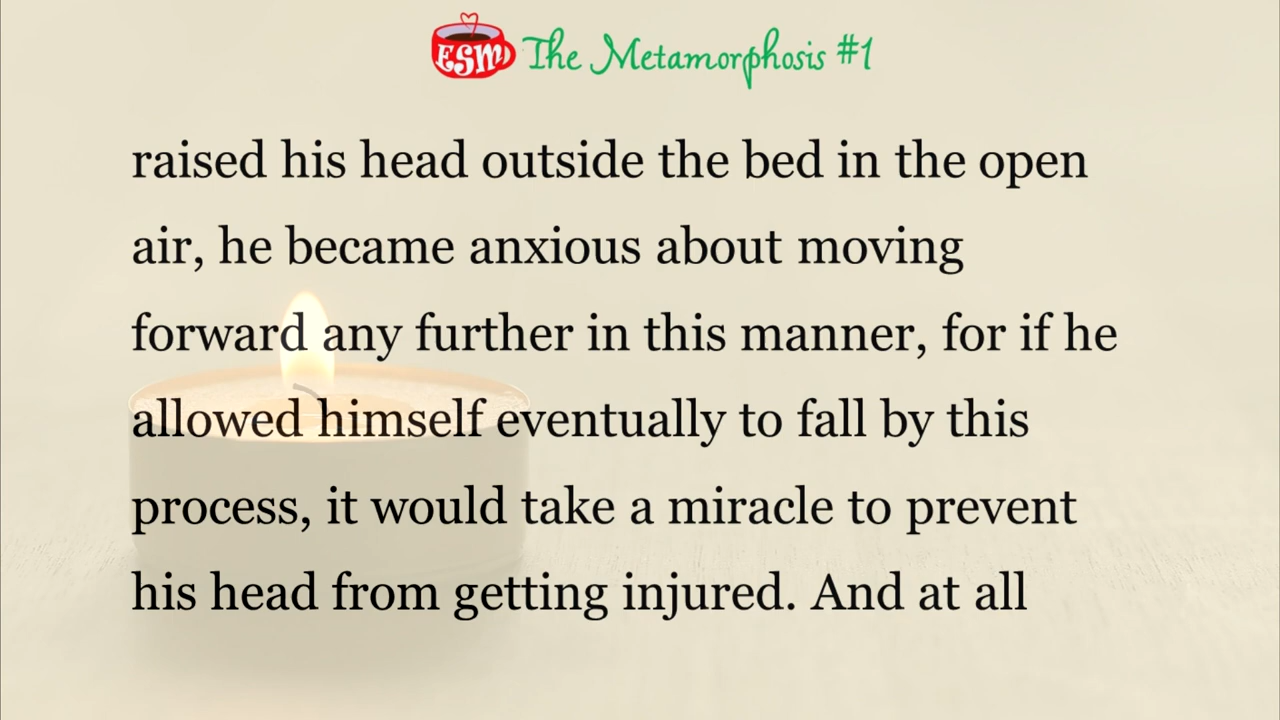 ESM The Metamorphosis #1
raised his head outside the bed in the open
air, he became anxious about moving
forward any further in this manner, for if he
allowed himself eventually to fall by this
process, it would take a miracle to prevent
his head from getting injured. And at all